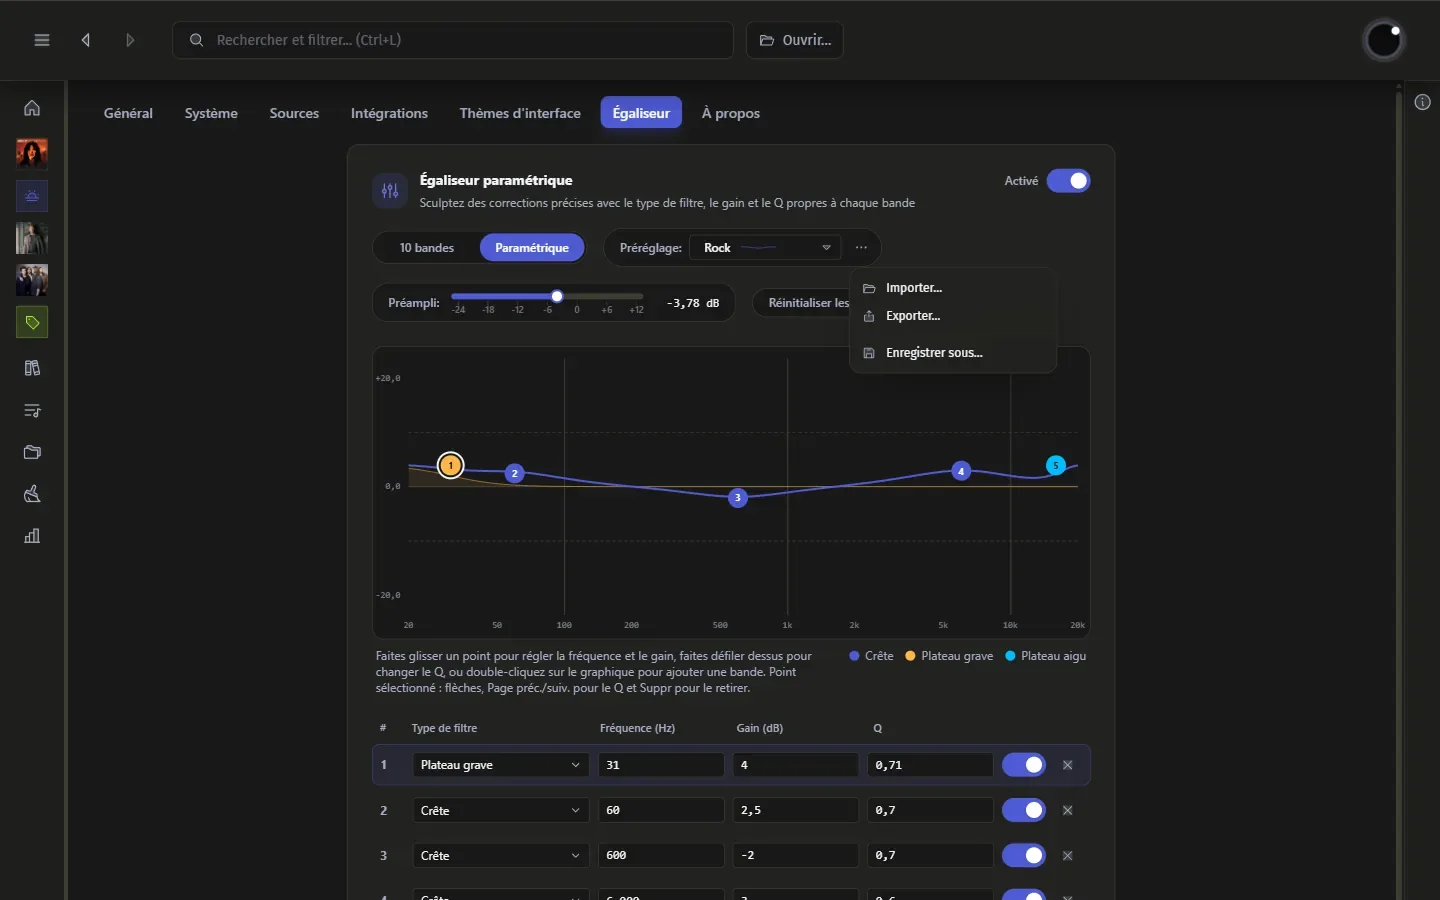 Rechercher et filtrer... (Ctrl+L)
Ouvrir...
Général
Système
Sources
Intégrations
Thèmes d'interface
Égaliseur
À propos
Égaliseur paramétrique
Sculptez des corrections précises avec le type de filtre, le gain et le Q propres à chaque bande
Activé
10 bandes
Paramétrique
Préréglage:
Rock
Préampli:
-24 -18 -12 -6 0 +6 +12
-3,78 dB
Réinitialiser les
Importer...
Exporter...
Enregistrer sous...
+20,0
0,0
-20,0
1
2
3
4
5
20 50 100 200 500 1k 2k 5k 10k 20k
Faites glisser un point pour régler la fréquence et le gain, faites défiler dessus pour
changer le Q, ou double-cliquez sur le graphique pour ajouter une bande. Point
sélectionné : flèches, Page préc./suiv. pour le Q et Suppr pour le retirer.
Crête
Plateau grave
Plateau aigu
# Type de filtre Fréquence (Hz) Gain (dB) Q
1 Plateau grave 31 4 0,71
2 Crête 60 2,5 0,7
3 Crête 600 -2 0,7